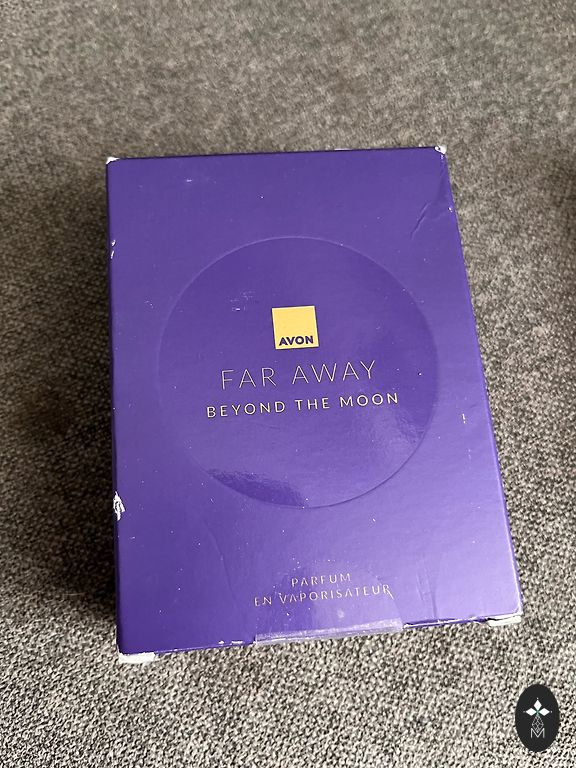 AVON
FAR AWAY
BEYOND THE MOON
PARFUM
EN VAPORISATEUR
M